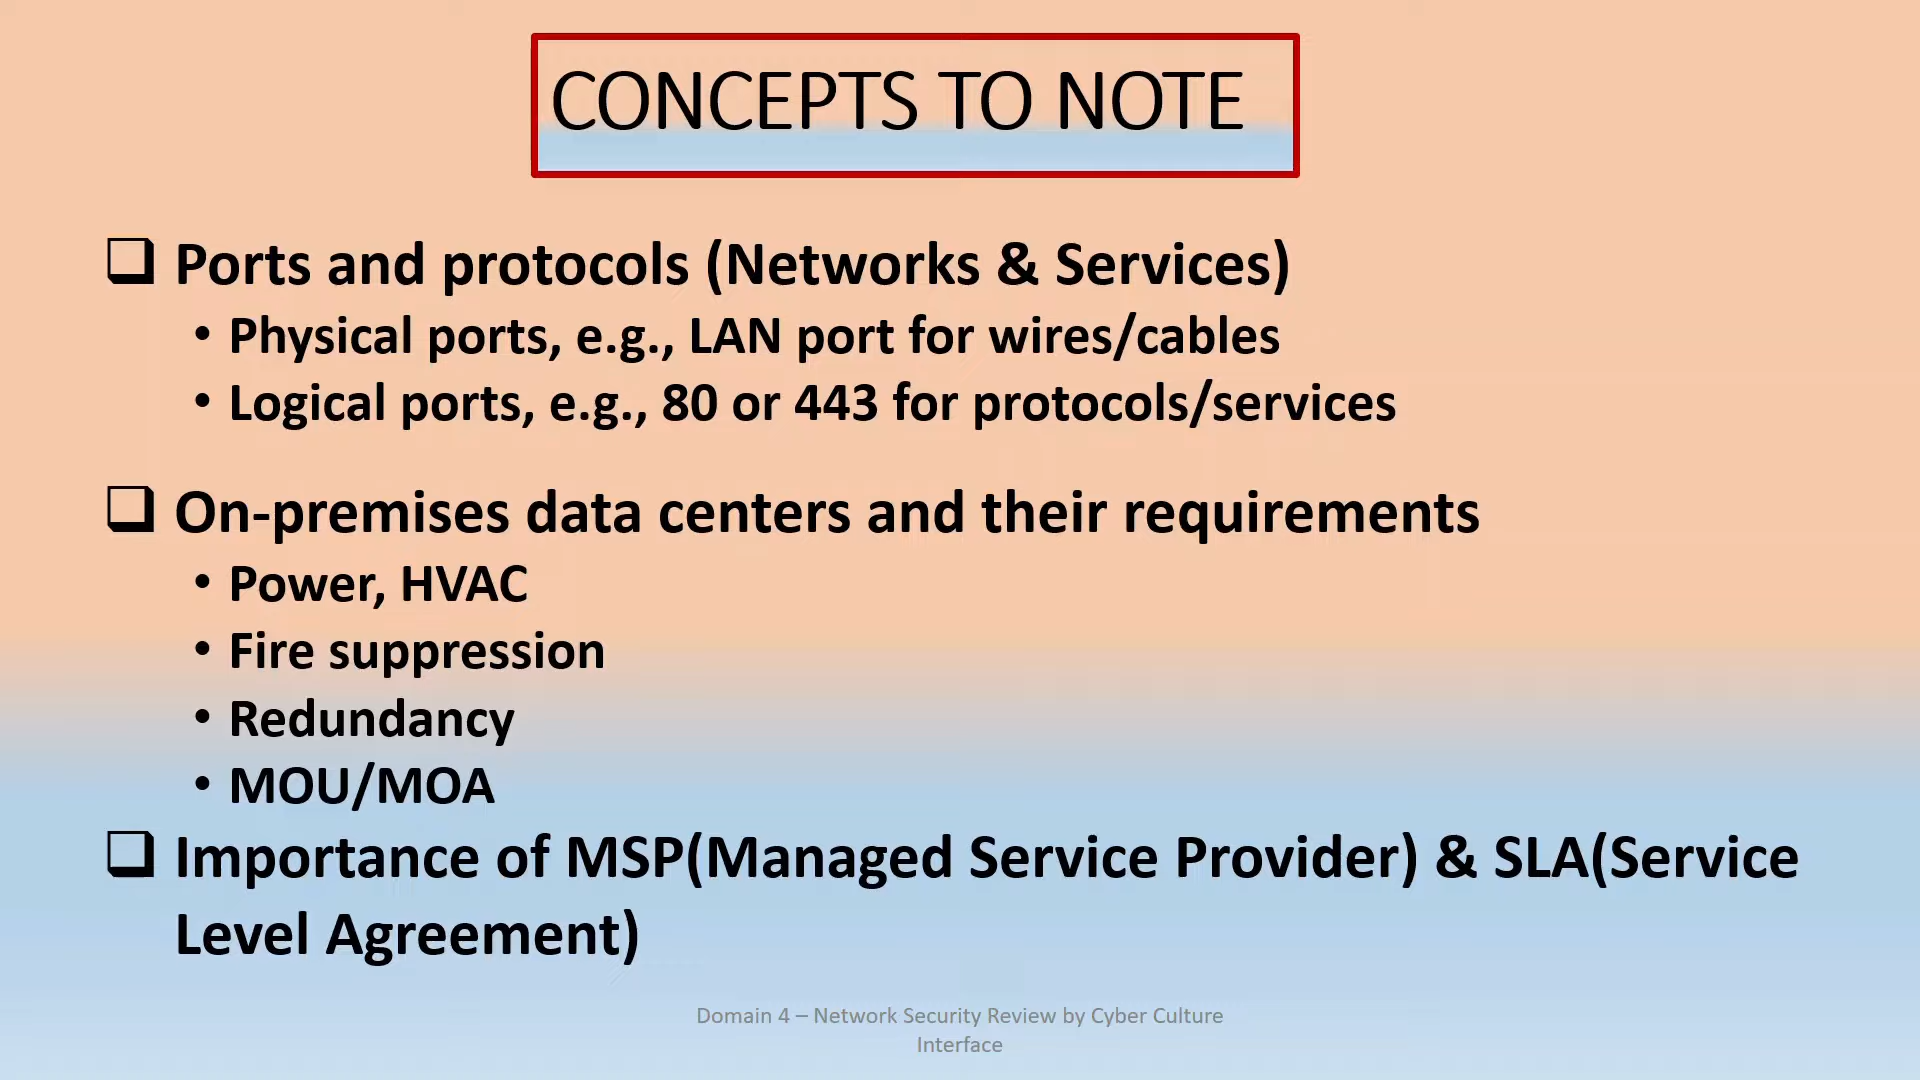 CONCEPTS TO NOTE
Ports and protocols (Networks & Services)
• Physical ports, e.g., LAN port for wires/cables
• Logical ports, e.g., 80 or 443 for protocols/services
On-premises data centers and their requirements
• Power, HVAC
• Fire suppression
• Redundancy
• MOU/MOA
Importance of MSP(Managed Service Provider) & SLA(Service
Level Agreement)
Domain 4 – Network Security Review by Cyber Culture
Interface